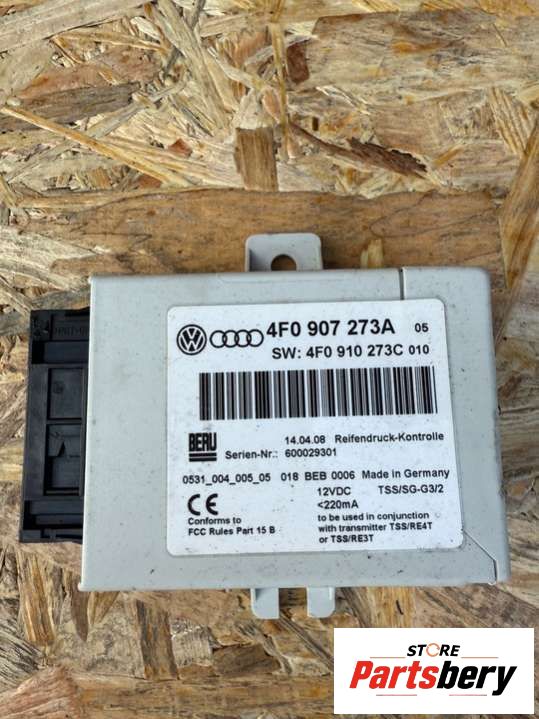 4F0 907 273A 05
SW: 4F0 910 273C 010
BERU
14.04.08 Reifendruck-Kontrolle
Serien-Nr.: 600029301
0531_004_005_05 018 BEB 0006 Made in Germany
12VDC TSS/SG-G3/2
<220mA
CE
Conforms to
FCC Rules Part 15 B
to be used in conjunction
with transmitter TSS/RE4T
or TSS/RE3T
STORE
Partsbery